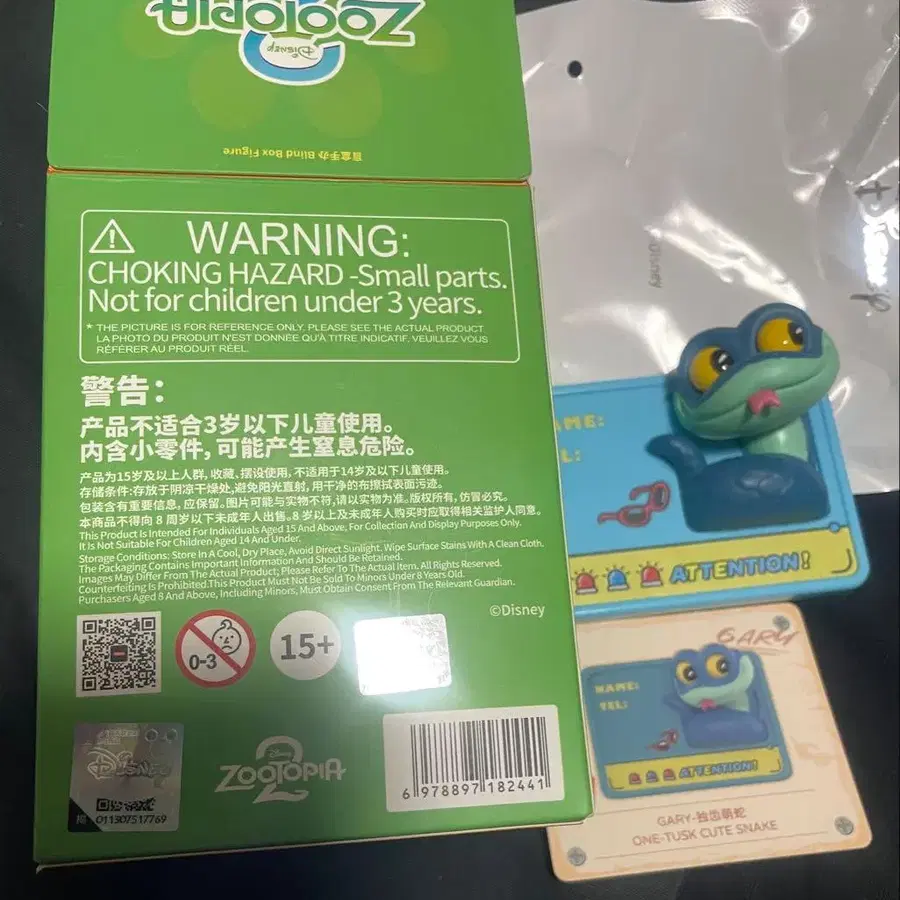 ZOOTOPIA
Disney
2
盲盒手办 Blind Box Figure
WARNING:
CHOKING HAZARD -Small parts.
Not for children under 3 years.
* THE PICTURE IS FOR REFERENCE ONLY, PLEASE SEE THE ACTUAL PRODUCT
LA PHOTO DU PRODUIT N'EST DONNÉE QU'À TITRE INDICATIF, VEUILLEZ VOUS
RÉFÉRER AU PRODUIT RÉEL.
警告：
产品不适合3岁以下儿童使用。
内含小零件，可能产生窒息危险。
产品为15岁及以上人群，收藏、摆设使用，不适用于14岁及以下儿童使用。
存储条件：存放于阴凉干燥处，避免阳光直射，用干净的布擦拭表面污迹。
包装含有重要信息，应保留。图片可能与实物不符，请以实物为准。版权所有，仿冒必究。
本商品不得向 8 周岁以下未成年人出售。8 岁以上及未成年人购买时应取得相关监护人同意。
This Product Is Intended For Individuals Aged 15 And Above, For Collection And Display Purposes Only.
It Is Not Suitable For Children Aged 14 And Under.
Storage Conditions: Store In A Cool, Dry Place, Avoid Direct Sunlight. Wipe Surface Stains With A Clean Cloth.
The Packaging Contains Important Information And Should Be Retained.
Images May Differ From The Actual Product; Please Refer To The Actual Item. All Rights Reserved.
Counterfeiting Is Prohibited.This Product Must Not Be Sold To Minors Under 8 Years Old.
Purchasers Aged 8 And Above, Including Minors, Must Obtain Consent From The Relevant Guardian.
©Disney
0-3
15+
Disney
011307517769
Disney
ZOOTOPIA
2
6 978897 182441
Disney
Disney
NAME:
EL:
ATTENTION!
GARY
NAME:
TEL:
ATTENTION!
GARY-独齿萌蛇
ONE-TUSK CUTE SNAKE